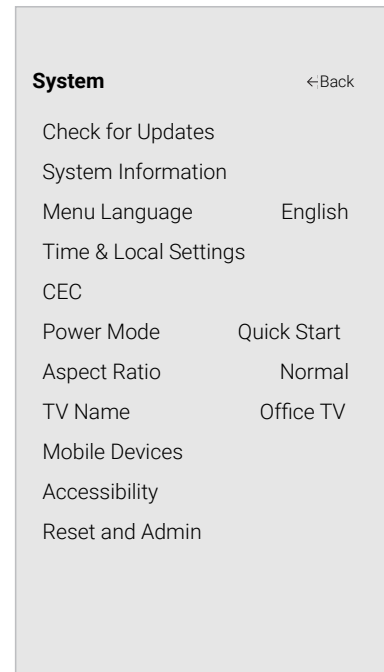 System ←Back
Check for Updates
System Information
Menu Language English
Time & Local Settings
CEC
Power Mode Quick Start
Aspect Ratio Normal
TV Name Office TV
Mobile Devices
Accessibility
Reset and Admin